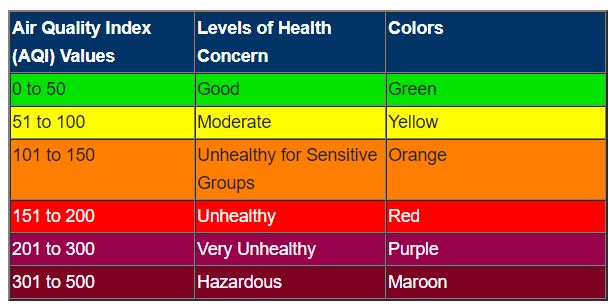 Air Quality Index Levels of Health Colors
(AQI) Values Concern
0 to 50 Good Green
51 to 100 Moderate Yellow
101 to 150 Unhealthy for Sensitive Orange
Groups
151 to 200 Unhealthy Red
201 to 300 Very Unhealthy Purple
301 to 500 Hazardous Maroon